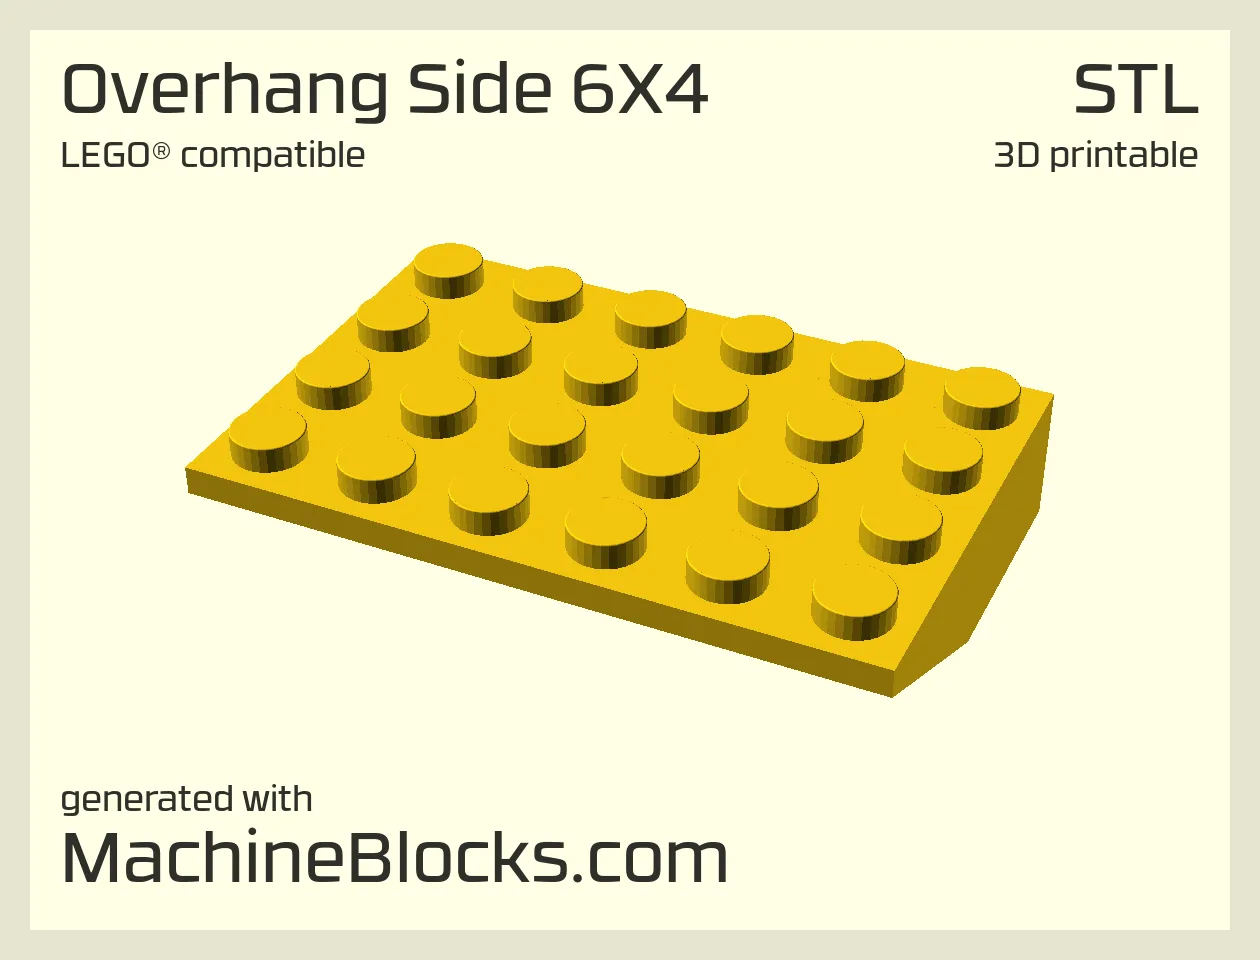 Overhang Side 6X4
STL
LEGO® compatible
3D printable
generated with
MachineBlocks.com